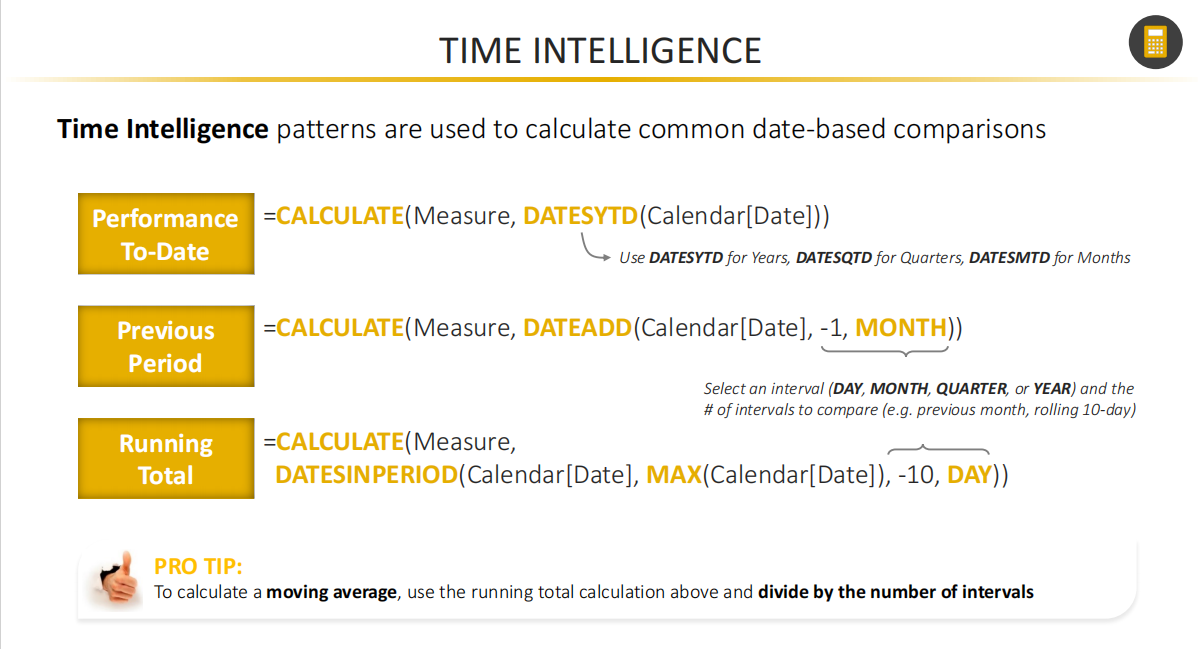 TIME INTELLIGENCE
Time Intelligence patterns are used to calculate common date-based comparisons
Performance
To-Date
=CALCULATE(Measure, DATESYTD(Calendar[Date]))
Use DATESYTD for Years, DATESQTD for Quarters, DATESMTD for Months
Previous
Period
=CALCULATE(Measure, DATEADD(Calendar[Date], -1, MONTH))
Select an interval (DAY, MONTH, QUARTER, or YEAR) and the
# of intervals to compare (e.g. previous month, rolling 10-day)
Running
Total
=CALCULATE(Measure,
DATESINPERIOD(Calendar[Date], MAX(Calendar[Date]), -10, DAY))
PRO TIP:
To calculate a moving average, use the running total calculation above and divide by the number of intervals